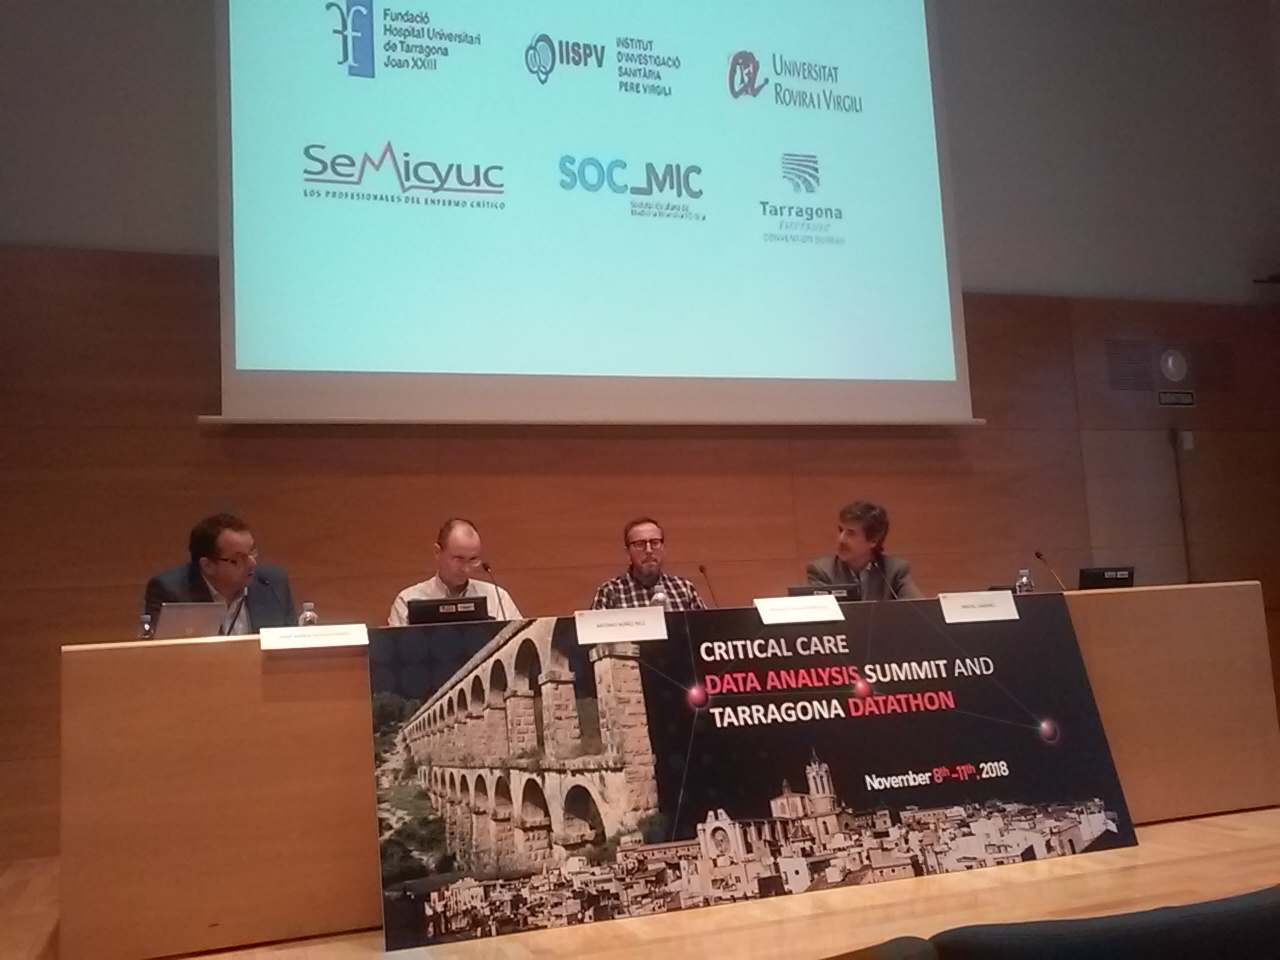 Fundació
Hospital Universitari
de Tarragona
Joan XXIII
IISPV
INSTITUT
D'INVESTIGACIÓ
SANITÀRIA
PERE VIRGILI
UNIVERSITAT
ROVIRA I VIRGILI
SEMicyuc
LOS PROFESIONALES DEL ENFERMO CRÍTICO
SOC_MIC
Tarragona
CONVENTION BUREAU
CRITICAL CARE
DATA ANALYSIS SUMMIT AND
TARRAGONA DATATHON
November 8th-11th, 2018